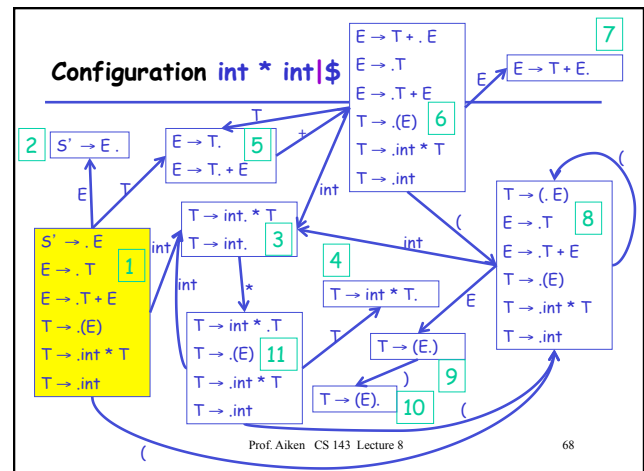 Configuration int * int|$
E → T + . E
E → .T
E → .T + E
T → .(E)
T → .int * T
T → .int
6
E
7
E → T + E.
2
S' → E .
E
T
T
E → T.
E → T. + E
5
+
int
(
(
S' → . E
E → . T
E → .T + E
T → .(E)
T → .int * T
T → .int
1
int
T → int. * T
T → int.
3
int
*
int
T → (. E)
E → .T
E → .T + E
T → .(E)
T → .int * T
T → .int
8
4
T → int * T.
T
E
T → int * .T
T → .(E)
T → .int * T
T → .int
11
T → (E.)
9
)
T → (E).
10
(
(
Prof. Aiken CS 143 Lecture 8
68